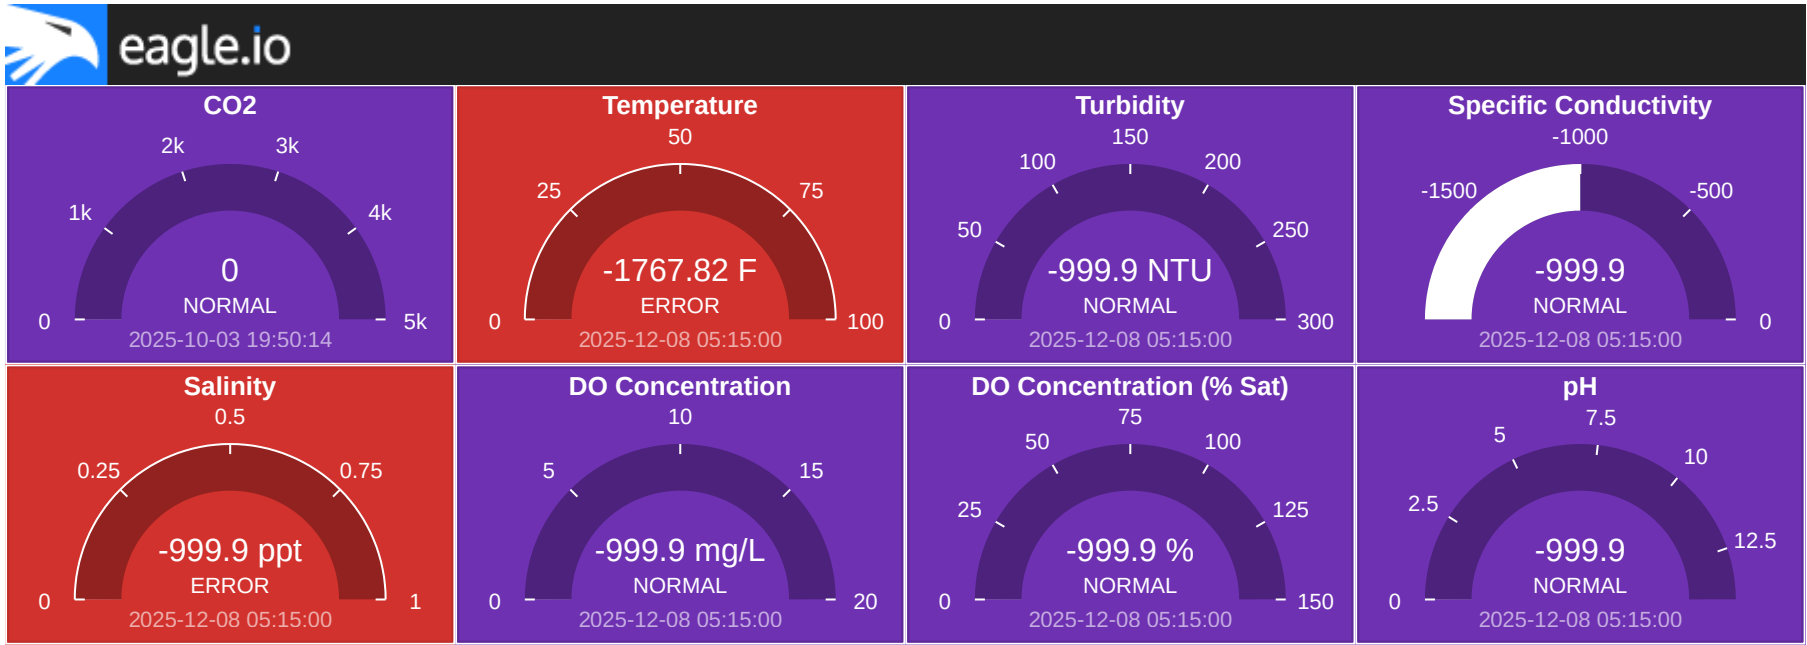 eagle.io
CO2
2k
3k
1k
4k
0
NORMAL
0
5k
2025-10-03 19:50:14
Temperature
50
25
75
-1767.82 F
ERROR
0
100
2025-12-08 05:15:00
Turbidity
150
100
200
50
250
-999.9 NTU
NORMAL
0
300
2025-12-08 05:15:00
Specific Conductivity
-1000
-1500
-500
-999.9
NORMAL
0
2025-12-08 05:15:00
Salinity
0.5
0.25
0.75
-999.9 ppt
ERROR
0
1
2025-12-08 05:15:00
DO Concentration
10
5
15
-999.9 mg/L
NORMAL
0
20
2025-12-08 05:15:00
DO Concentration (% Sat)
75
50
100
25
125
-999.9 %
NORMAL
0
150
2025-12-08 05:15:00
pH
7.5
5
10
2.5
12.5
-999.9
NORMAL
0
2025-12-08 05:15:00